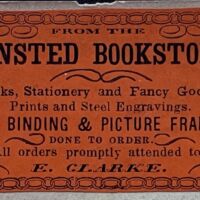 FROM THE
NSTED BOOKSTO
ks, Stationery and Fancy Goo
Prints and Steel Engravings.
BINDING & PICTURE FRA
DONE TO ORDER.
ll orders promptly attended t
E. CLARKE.